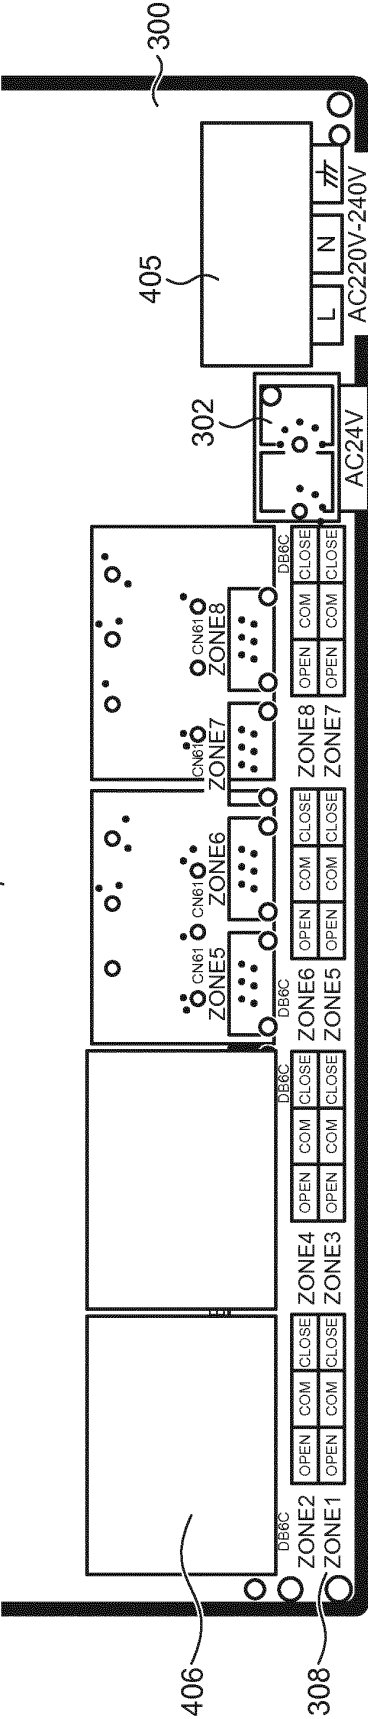 300
405
L
N
AC220V-240V
302
AC24V
DB6C
CN61
ZONE8
CN61
ZONE7
CN61
ZONE6
CN61
ZONE5
ZONE8 OPEN COM CLOSE
ZONE7 OPEN COM CLOSE
DB6C
ZONE6 OPEN COM CLOSE
ZONE5 OPEN COM CLOSE
DB6C
ZONE4 OPEN COM CLOSE
ZONE3 OPEN COM CLOSE
DB6C
ZONE2 OPEN COM CLOSE
ZONE1 OPEN COM CLOSE
406
308